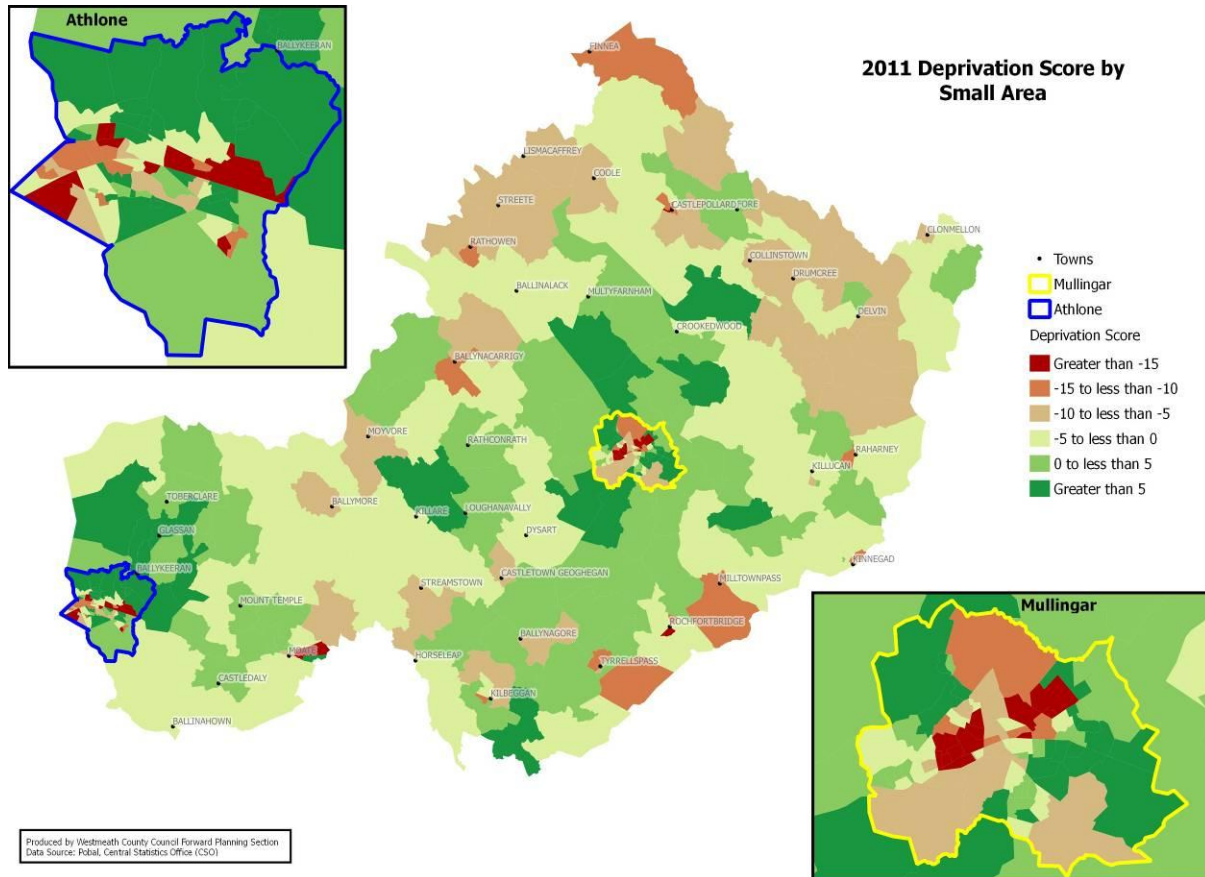 Athlone
BALLYKEERAN
2011 Deprivation Score by
Small Area
FINNEA
LISMACAFFREY
COOLE
STREETE
CASTLEPOLLARD
FORE
CLONMELLON
RATHOWEN
COLLINSTOWN
DRUMCREE
BALLINALACK
MULTYFARNHAM
DELVIN
CROOKEDWOOD
BALLYNACARRIGY
MOYVORE
RATHCONRATH
RAHARNEY
KILLUCAN
TOBERCLARE
BALLYMORE
KILLARE
LOUGHANAVALLY
GLASSAN
DYSART
BALLYKEERAN
KINNEGAD
CASTLETOWN GEOGHEGAN
STREAMSTOWN
MILLTOWNPASS
MOUNT TEMPLE
ROCHFORTBRIDGE
BALLYNAGORE
MOATE
HORSELEAP
TYRRELLSPASS
CASTLEDALY
KILBEGGAN
BALLINAHOWN
Towns
Mullingar
Athlone
Deprivation Score
Greater than -15
-15 to less than -10
-10 to less than -5
-5 to less than 0
0 to less than 5
Greater than 5
Mullingar
Produced by Westmeath County Council Forward Planning Section
Data Source: Pobal, Central Statistics Office (CSO)